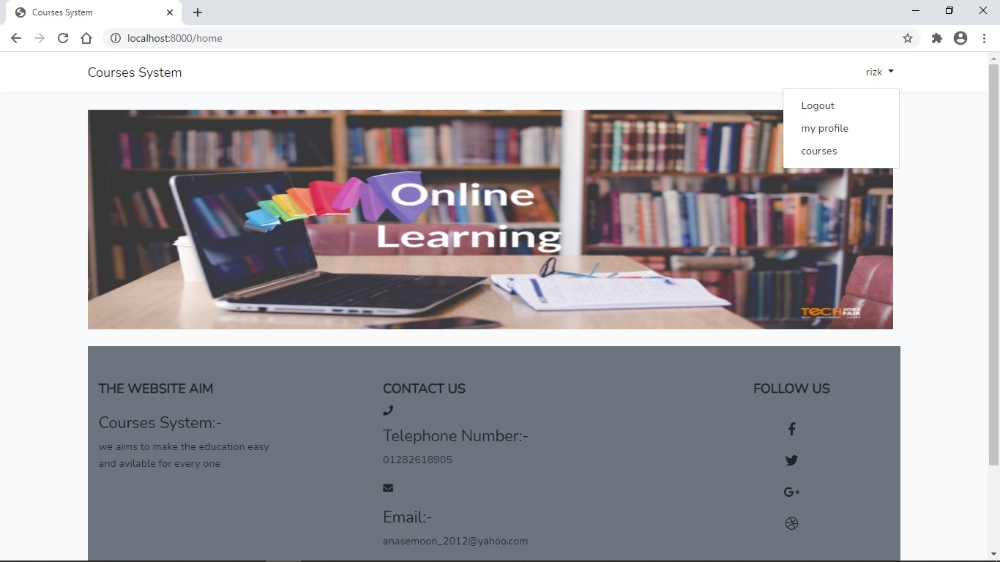 Courses System
localhost:8000/home
Courses System
rizk
Logout
my profile
courses
Online
Learning
TECH
FAIR
THE WEBSITE AIM
Courses System:-
we aims to make the education easy
and avilable for every one
CONTACT US
Telephone Number:-
01282618905
Email:-
anasemoon_2012@yahoo.com
FOLLOW US